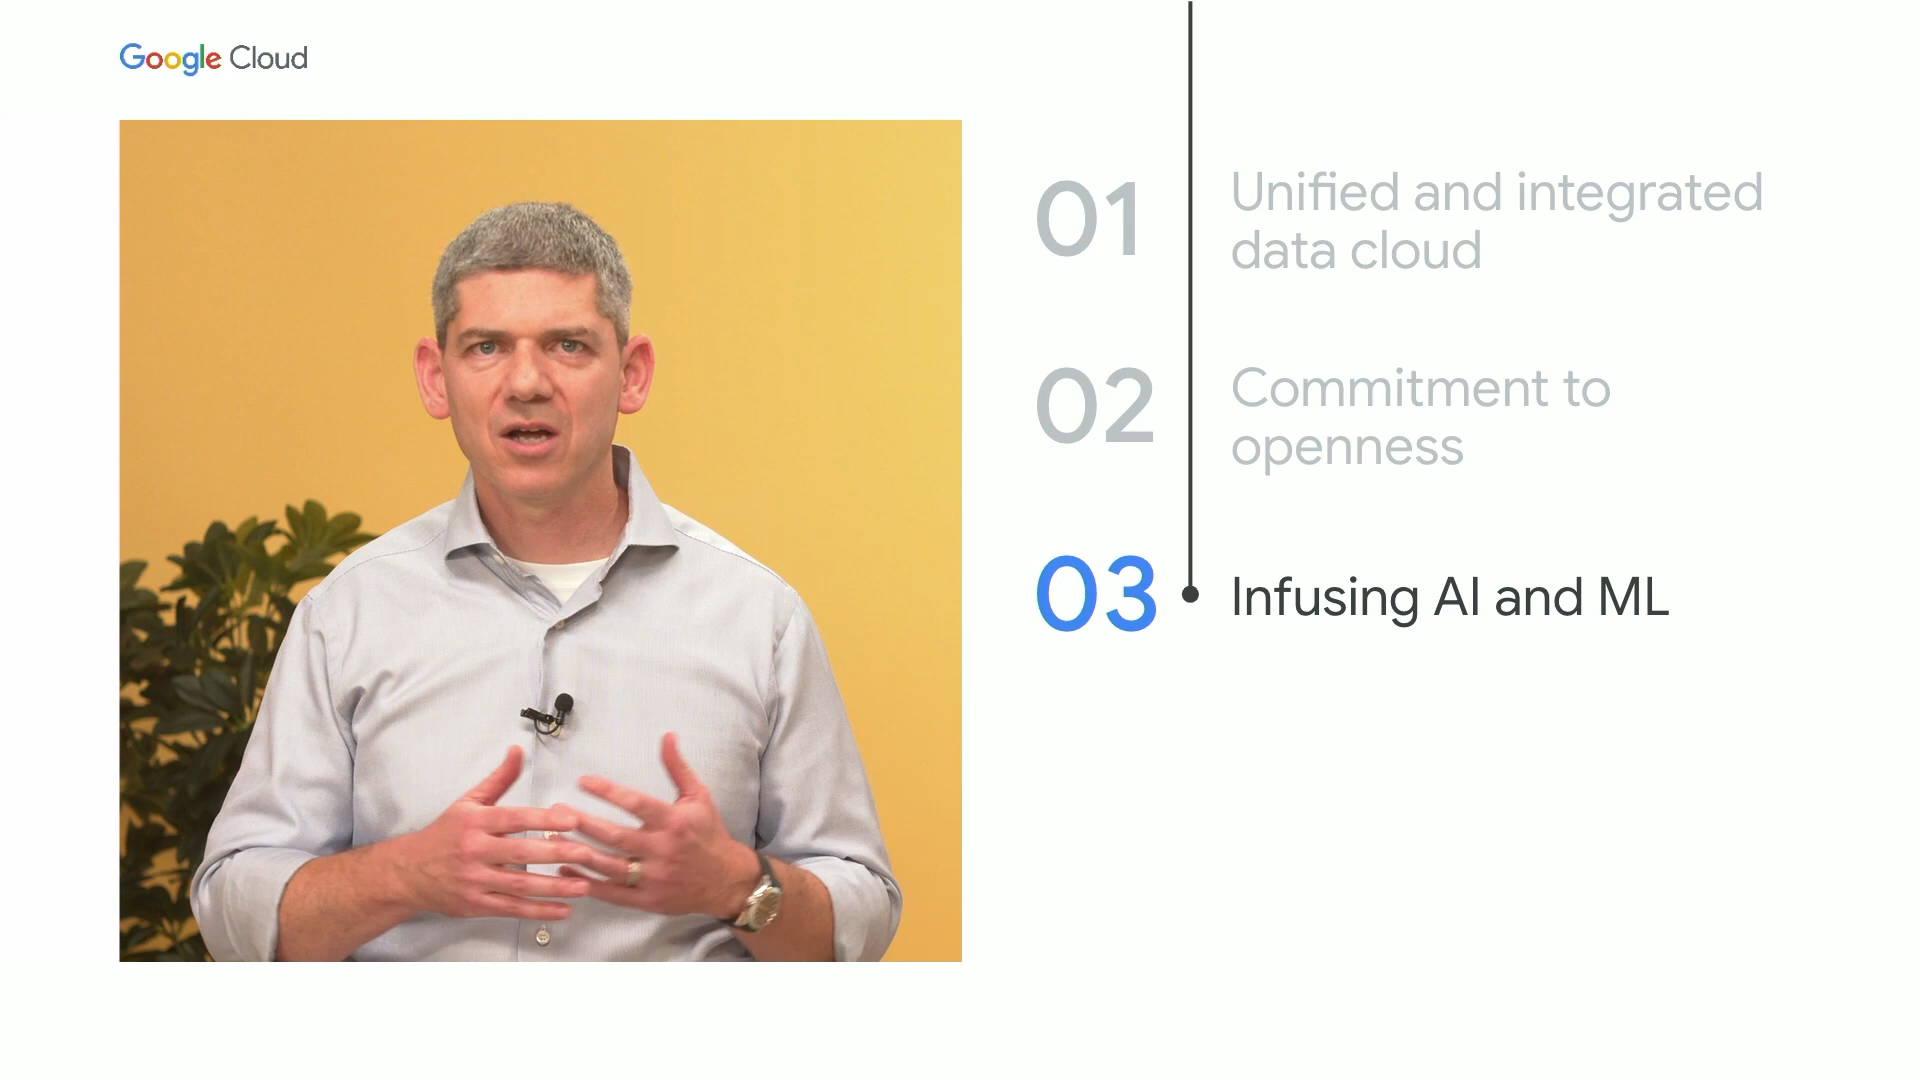 Google Cloud
01
Unified and integrated
data cloud
02
Commitment to
openness
03
Infusing AI and ML